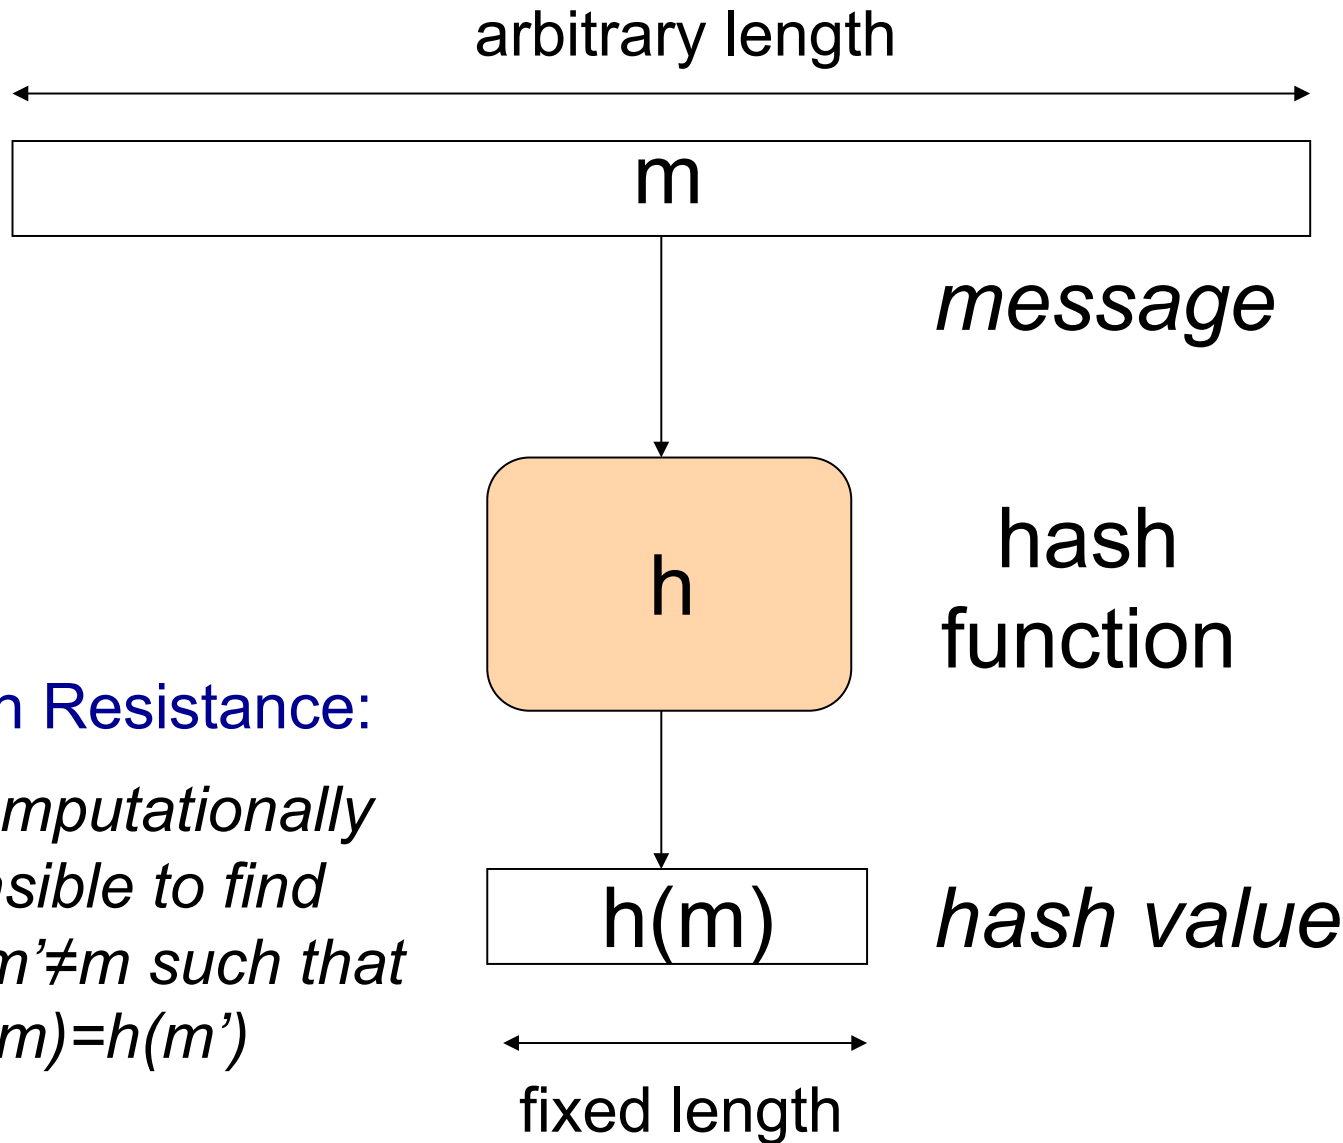 arbitrary length
m
message
h
hash
function
n Resistance:
mputationally
sible to find
m’≠m such that
m)=h(m’)
h(m)
hash value
fixed length